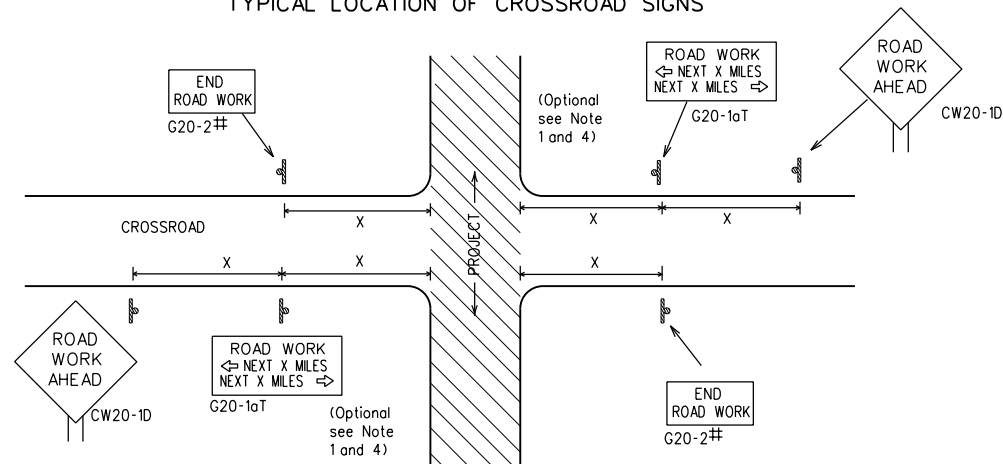 TYPICAL LOCATION OF CROSSROAD SIGNS
END
ROAD WORK
G20-2#
(Optional
see Note
1 and 4)
ROAD WORK
⇦ NEXT X MILES
NEXT X MILES ⇨
G20-1aT
ROAD
WORK
AHEAD
CW20-1D
X
X
X
CROSSROAD
PROJECT
X
X
X
ROAD
WORK
AHEAD
CW20-1D
ROAD WORK
⇦ NEXT X MILES
NEXT X MILES ⇨
G20-1aT
(Optional
see Note
1 and 4)
END
ROAD WORK
G20-2#